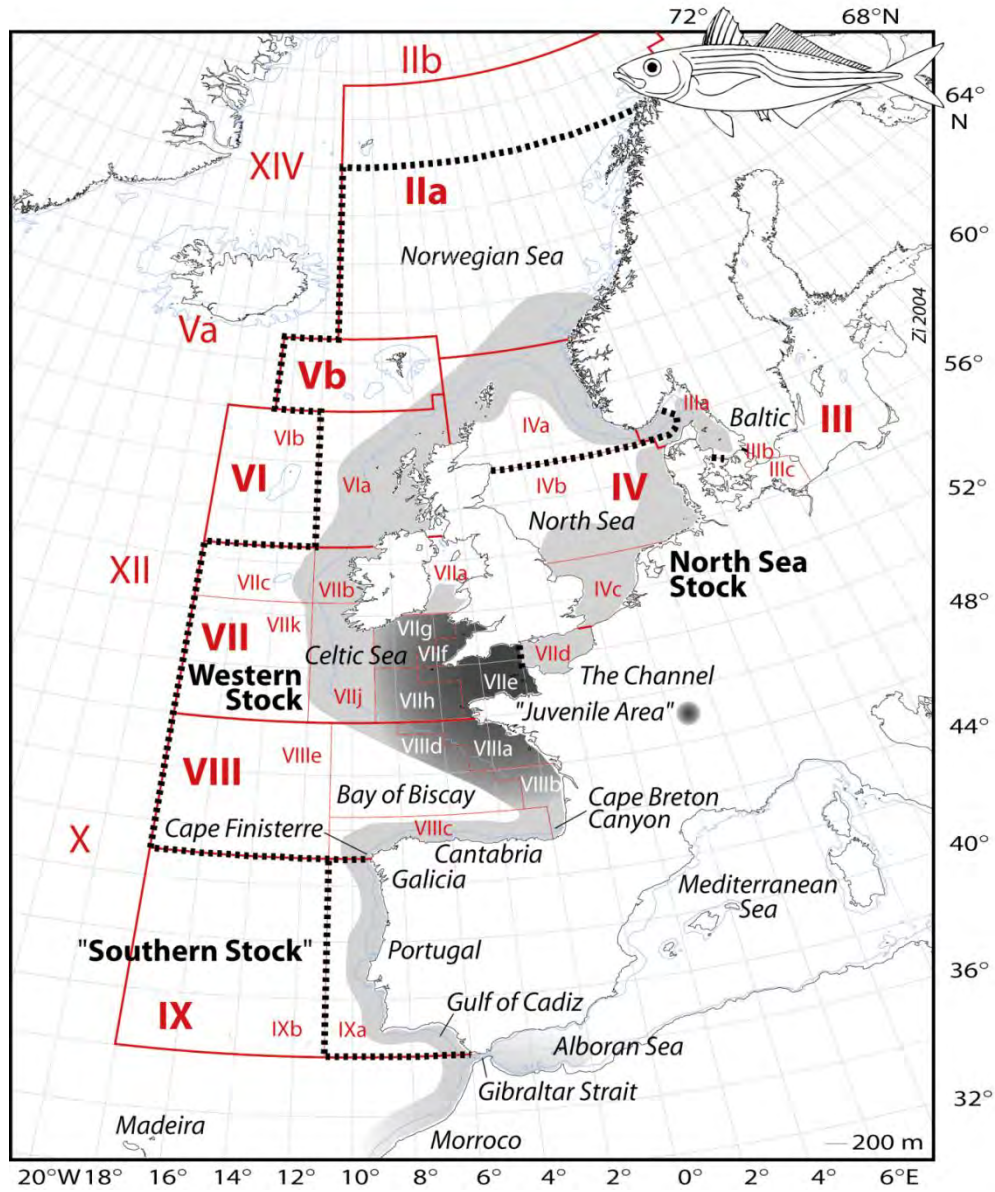 72°
68°N
IIb
64°
N
XIV
IIa
60°
Norwegian Sea
Zi 2004
Va
Vb
56°
IIIa
Baltic
III
IVa
VIb
IIIb
IIIc
VI
VIa
IVb
IV
52°
North Sea
XII
North Sea
Stock
VIIc
VIIb
VIIa
IVc
48°
VII
VIIk
VIIg
Celtic Sea
VIIf
VIId
Western
Stock
VIIj
VIIh
VIIe
The Channel
"Juvenile Area"
44°
VIIIe
VIIId
VIIIa
VIII
VIIIb
Bay of Biscay
Cape Breton
Canyon
X
Cape Finisterre
VIIIc
Cantabria
40°
Galicia
Mediterranean
Sea
"Southern Stock"
Portugal
36°
Gulf of Cadiz
IX
IXb
IXa
Alboran Sea
Gibraltar Strait
32°
Madeira
Morroco
200 m
20°W 18° 16° 14° 12° 10° 8° 6° 4° 2° 0° 2° 4° 6°E